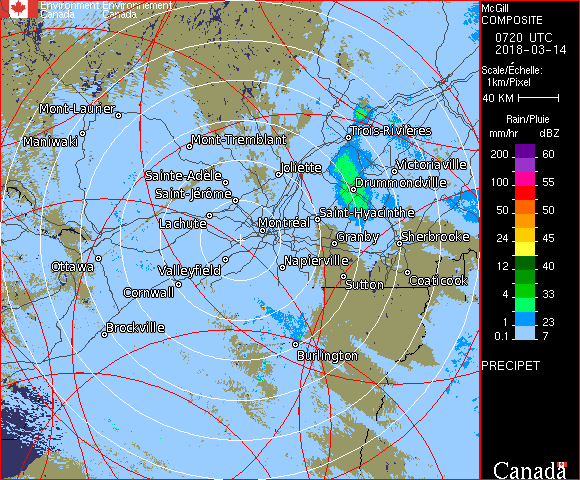 Environment Environnement
Canada Canada
McGill
COMPOSITE
0720 UTC
2018-03-14
Scale/Échelle:
1km/Pixel
40 KM
Rain/Pluie
mm/hr dBZ
200 60
100 55
50 50
24 45
12 40
4 33
1 23
0.1 7
PRECIPET
Canada
Mont-Laurier
Maniwaki
Mont-Tremblant
Trois-Rivières
Sainte-Adèle
Joliette
Victoriaville
Saint-Jérôme
Drummondville
Lachute
Montréal
Saint-Hyacinthe
Granby
Sherbrooke
Ottawa
Valleyfield
Napierville
Cornwall
Sutton
Coaticook
Brockville
Burlington